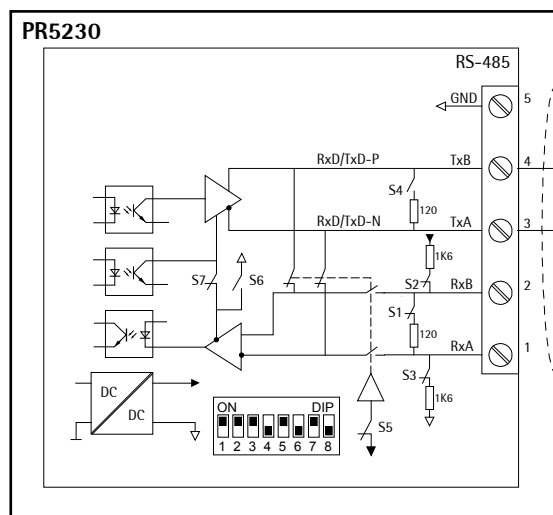 PR5230
RS-485
GND 5
RxD/TxD-P TxB 4
S4
120
RxD/TxD-N TxA 3
1K6
S7 S6 S2 RxB 2
S1
120
RxA 1
S3
1K6
DC
DC
ON DIP
1 2 3 4 5 6 7 8
S5